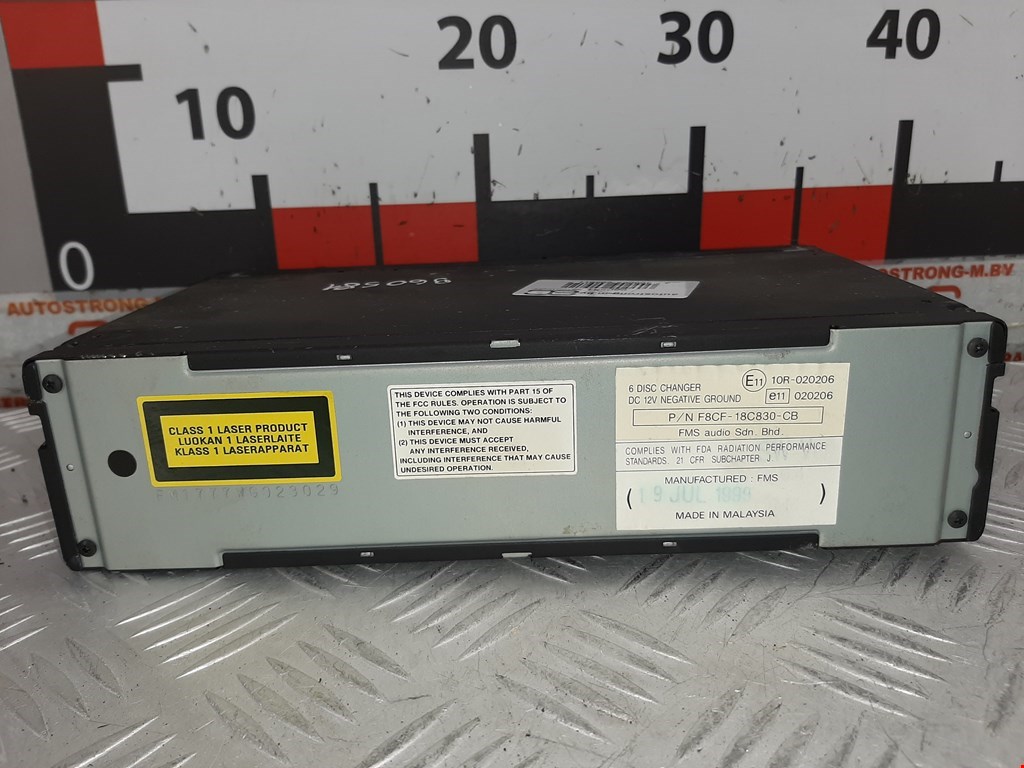 0
10
20
30
40
AUTOSTRONG
AUTOSTRONG-M.BY
860581
CLASS 1 LASER PRODUCT
LUOKAN 1 LASERLAITE
KLASS 1 LASERAPPARAT
THIS DEVICE COMPLIES WITH PART 15 OF
THE FCC RULES. OPERATION IS SUBJECT TO
THE FOLLOWING TWO CONDITIONS:
(1) THIS DEVICE MAY NOT CAUSE HARMFUL
INTERFERENCE, AND
(2) THIS DEVICE MUST ACCEPT
ANY INTERFERENCE RECEIVED,
INCLUDING INTERFERENCE THAT MAY CAUSE
UNDESIRED OPERATION.
6 DISC CHANGER
DC 12V NEGATIVE GROUND
E11 10R-020206
e11 020206
P/N F8CF-18C830-CB
FMS audio Sdn. Bhd.
COMPLIES WITH FDA RADIATION PERFORMANCE
STANDARDS. 21 CFR SUBCHAPTER J
MANUFACTURED : FMS
( 19 JUL 1999 )
MADE IN MALAYSIA